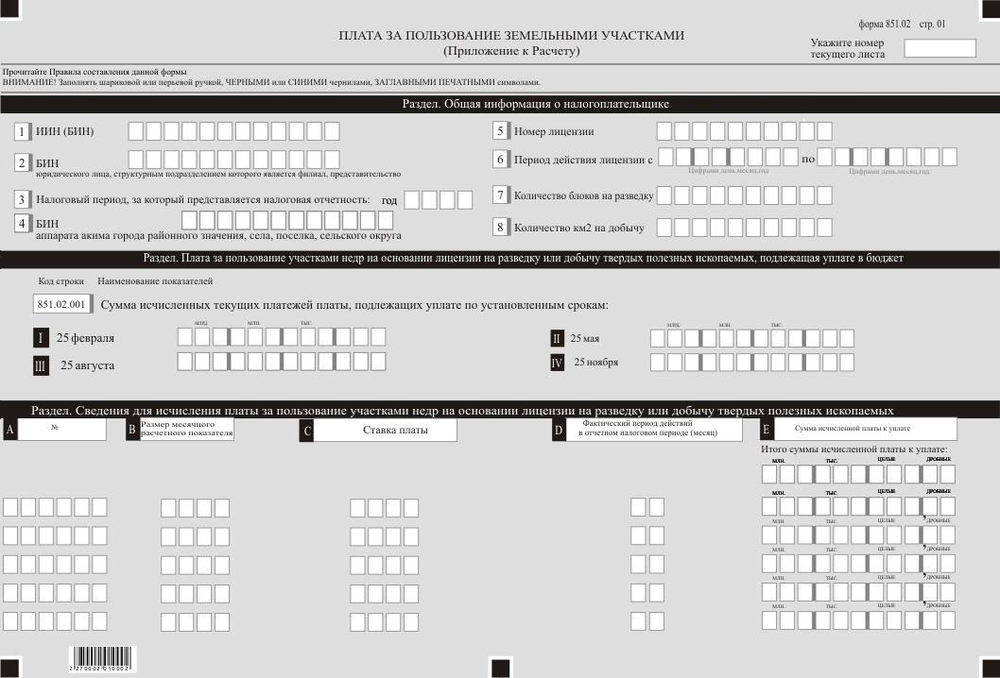 форма 851.02 стр. 01
ПЛАТА ЗА ПОЛЬЗОВАНИЕ ЗЕМЕЛЬНЫМИ УЧАСТКАМИ
(Приложение к Расчету)
Укажите номер
текущего листа
Прочитайте Правила составления данной формы
ВНИМАНИЕ! Заполнять шариковой или перьевой ручкой, ЧЕРНЫМИ или СИНИМИ чернилами, ЗАГЛАВНЫМИ ПЕЧАТНЫМИ символами.
Раздел. Общая информация о налогоплательщике
1 ИИН (БИН)
2 БИН
юридического лица, структурным подразделением которого является филиал, представительство
3 Налоговый период, за который представляется налоговая отчетность: год
4 БИН
аппарата акима города районного значения, села, поселка, сельского округа
5 Номер лицензии
6 Период действия лицензии с по
Цифрами день,месяц,год Цифрами день,месяц,год
7 Количество блоков на разведку
8 Количество км2 на добычу
Раздел. Плата за пользование участками недр на основании лицензии на разведку или добычу твердых полезных ископаемых, подлежащая уплате в бюджет
Код строки Наименование показателей
851.02.001 Сумма исчисленных текущих платежей платы, подлежащих уплате по установленным срокам:
МЛРД. МЛН. ТЫС. МЛРД. МЛН. ТЫС.
I 25 февраля II 25 мая
III 25 августа IV 25 ноября
Раздел. Сведения для исчисления платы за пользование участками недр на основании лицензии на разведку или добычу твердых полезных ископаемых
A №
B Размер месячного
расчетного показателя
C Ставка платы
D Фактический период действий
в отчетном налоговом периоде (месяц)
E Сумма исчисленной платы к уплате
Итого суммы исчисленной платы к уплате:
МЛН. ТЫС. ЦЕЛЫЕ ДРОБНЫЕ
МЛН. ТЫС. ЦЕЛЫЕ ДРОБНЫЕ
МЛН. ТЫС. ЦЕЛЫЕ , ДРОБНЫЕ
МЛН. ТЫС. ЦЕЛЫЕ , ДРОБНЫЕ
МЛН. ТЫС. ЦЕЛЫЕ , ДРОБНЫЕ
МЛН. ТЫС. ЦЕЛЫЕ , ДРОБНЫЕ
2 270002 010002